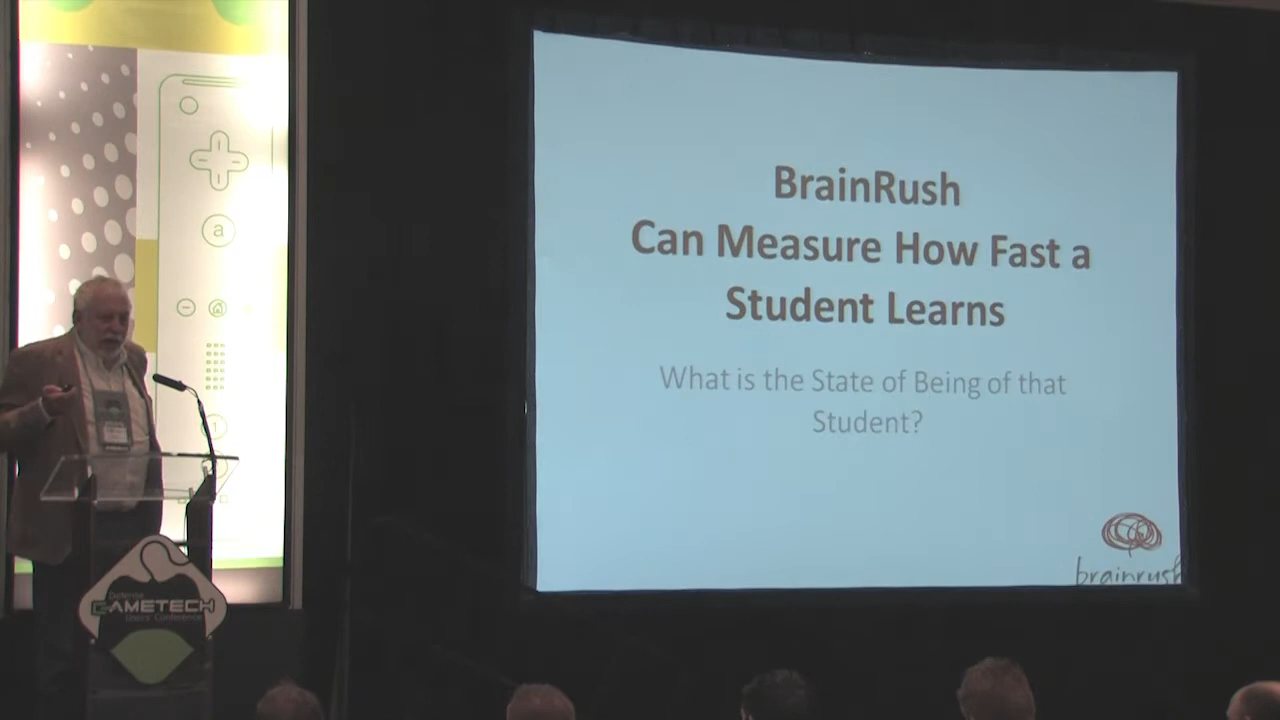 BrainRush
Can Measure How Fast a
Student Learns
What is the State of Being of that
Student?
brainrush
a
1
Defense
GAMETECH
Users' Conference